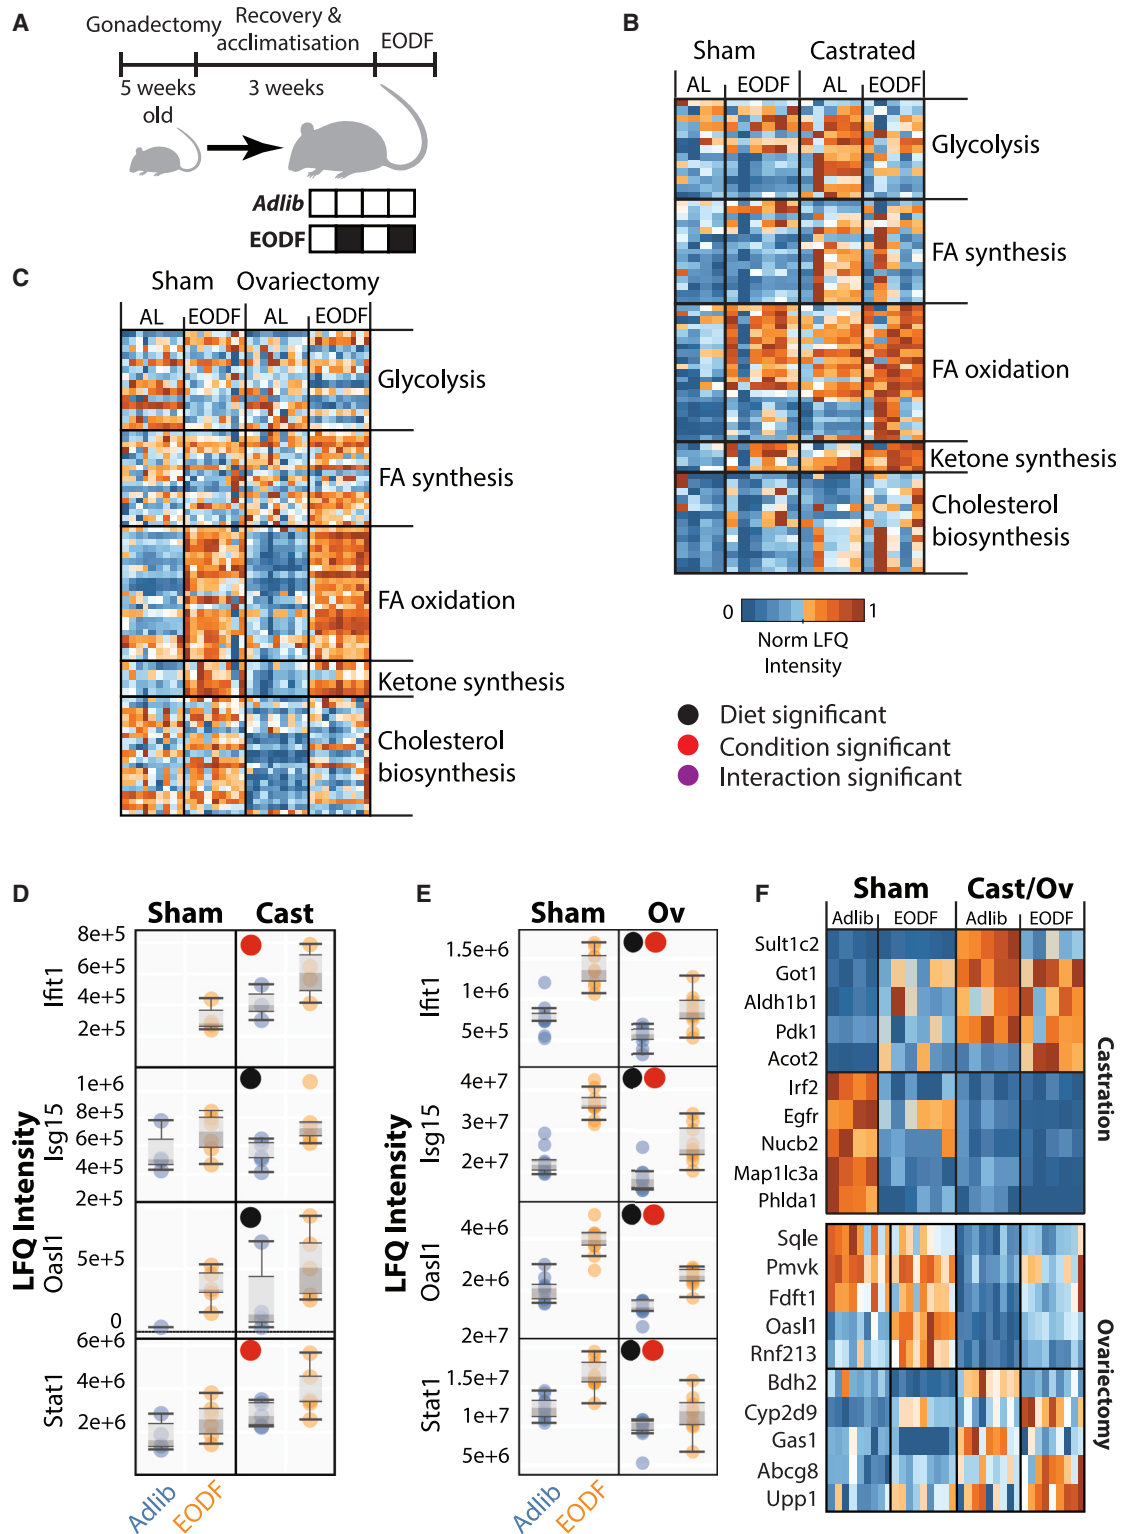 A
Gonadectomy
Recovery &
acclimatisation
EODF
5 weeks
old
3 weeks
Adlib
EODF
B
Sham
Castrated
AL
EODF
AL
EODF
Glycolysis
FA synthesis
FA oxidation
Ketone synthesis
Cholesterol
biosynthesis
0
1
Norm LFQ
Intensity
Diet significant
Condition significant
Interaction significant
C
Sham
Ovariectomy
AL
EODF
AL
EODF
Glycolysis
FA synthesis
FA oxidation
Ketone synthesis
Cholesterol
biosynthesis
D
Sham
Cast
LFQ Intensity
Ifit1
8e+5
6e+5
4e+5
2e+5
Isg15
1e+6
8e+5
6e+5
4e+5
2e+5
Oasl1
5e+5
0
Stat1
6e+6
4e+6
2e+6
Adlib
EODF
E
Sham
Ov
LFQ Intensity
Ifit1
1.5e+6
1e+6
5e+5
Isg15
4e+7
3e+7
2e+7
Oasl1
4e+6
2e+6
Stat1
2e+7
1.5e+7
1e+7
5e+6
Adlib
EODF
F
Sham
Cast/Ov
Adlib
EODF
Adlib
EODF
Sult1c2
Got1
Aldh1b1
Pdk1
Acot2
Irf2
Egfr
Nucb2
Map1lc3a
Phlda1
Castration
Sqle
Pmvk
Fdft1
Oasl1
Rnf213
Bdh2
Cyp2d9
Gas1
Abcg8
Upp1
Ovariectomy